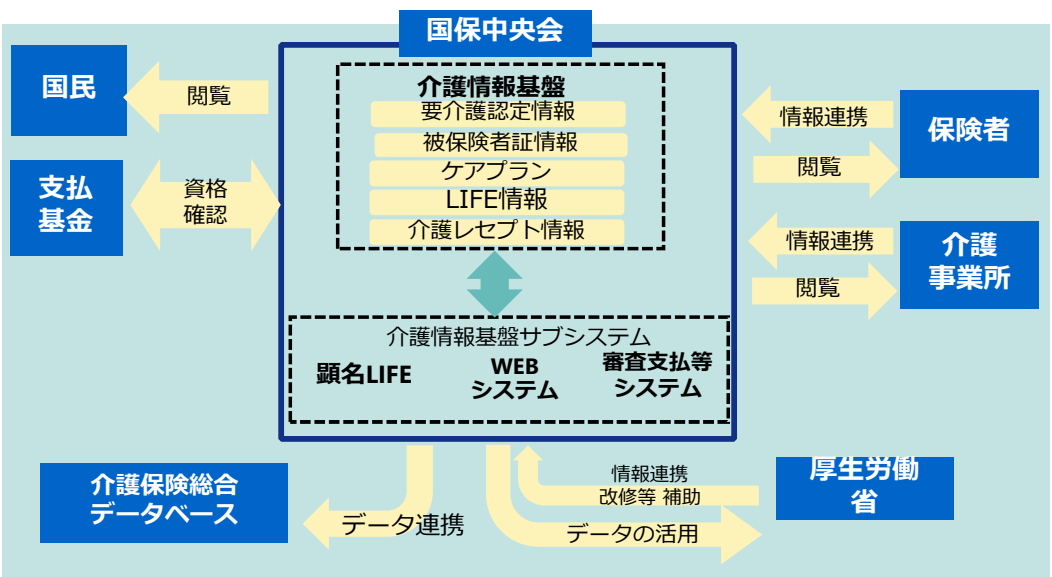 国保中央会
国民
閲覧
支払
基金
資格
確認
介護情報基盤
要介護認定情報
被保険者証情報
ケアプラン
LIFE情報
介護レセプト情報
情報連携
閲覧
保険者
情報連携
閲覧
介護
事業所
介護情報基盤サブシステム
顕名LIFE
WEB
システム
審査支払等
システム
介護保険総合
データベース
データ連携
情報連携
改修等 補助
データの活用
厚生労働
省